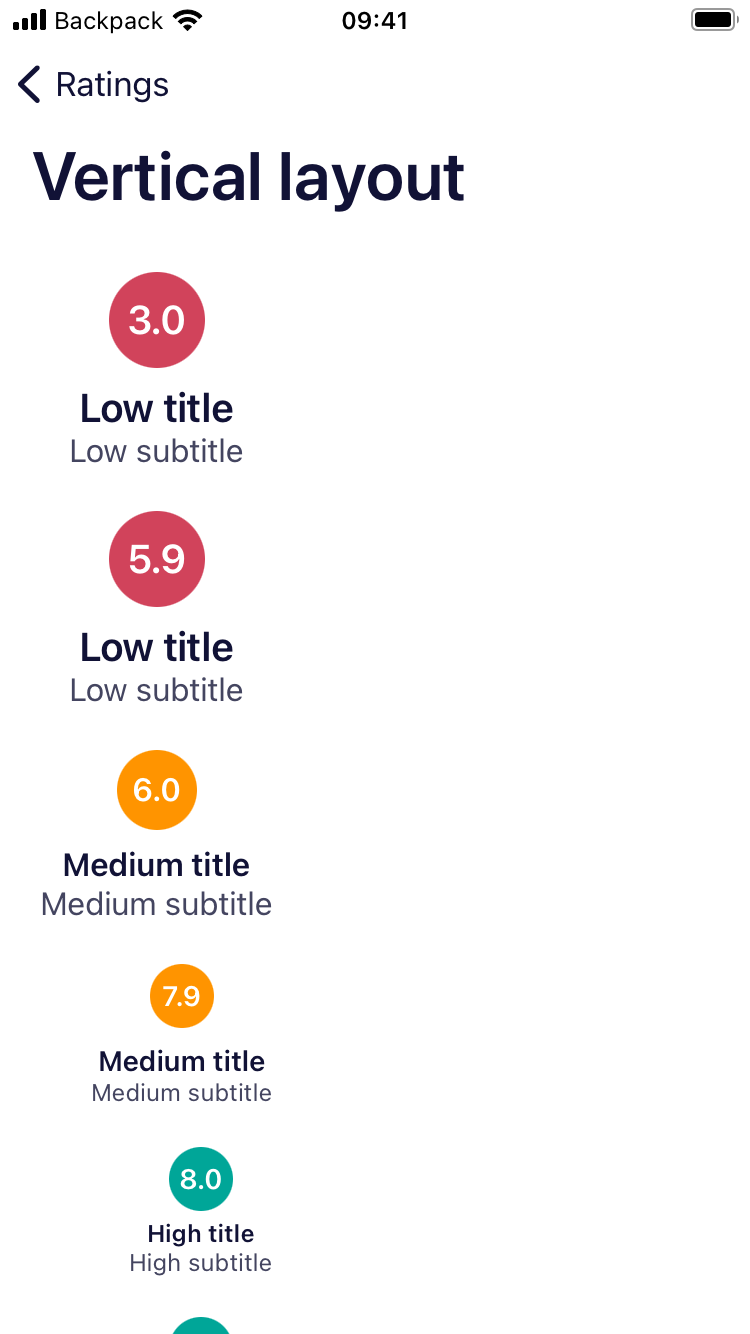 Backpack 09:41
Ratings
Vertical layout
3.0
Low title
Low subtitle
5.9
Low title
Low subtitle
6.0
Medium title
Medium subtitle
7.9
Medium title
Medium subtitle
8.0
High title
High subtitle